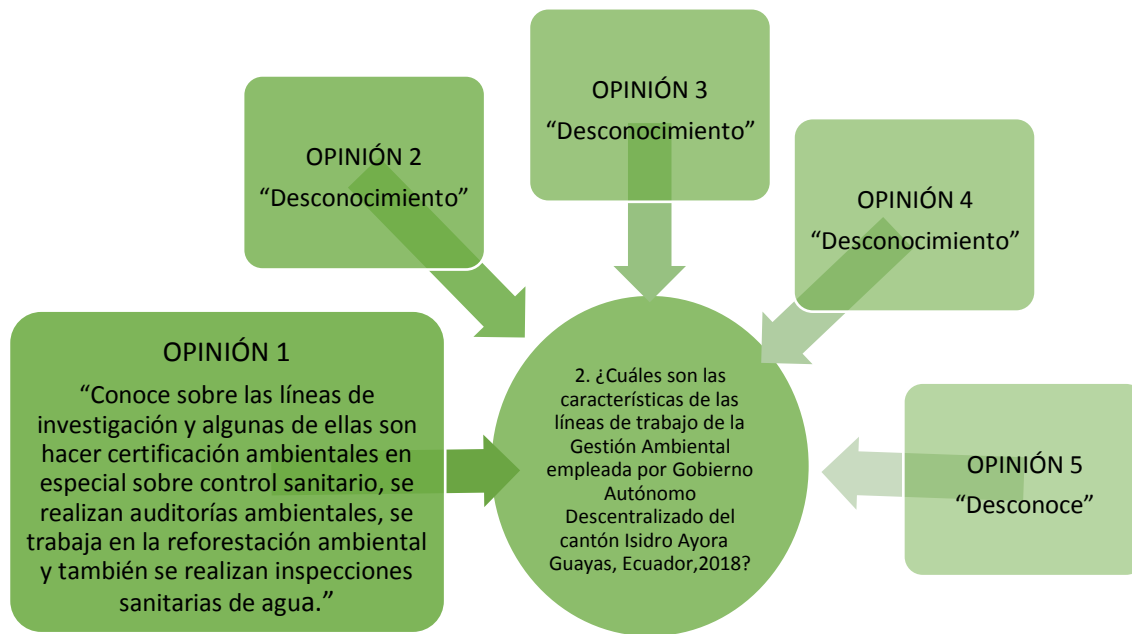 OPINIÓN 1
“Conoce sobre las líneas de
investigación y algunas de ellas son
hacer certificación ambientales en
especial sobre control sanitario, se
realizan auditorías ambientales, se
trabaja en la reforestación ambiental
y también se realizan inspecciones
sanitarias de agua.”
OPINIÓN 2
“Desconocimiento”
OPINIÓN 3
“Desconocimiento”
OPINIÓN 4
“Desconocimiento”
OPINIÓN 5
“Desconoce”
2. ¿Cuáles son las
características de las
líneas de trabajo de la
Gestión Ambiental
empleada por Gobierno
Autónomo
Descentralizado del
cantón Isidro Ayora
Guayas, Ecuador,2018?